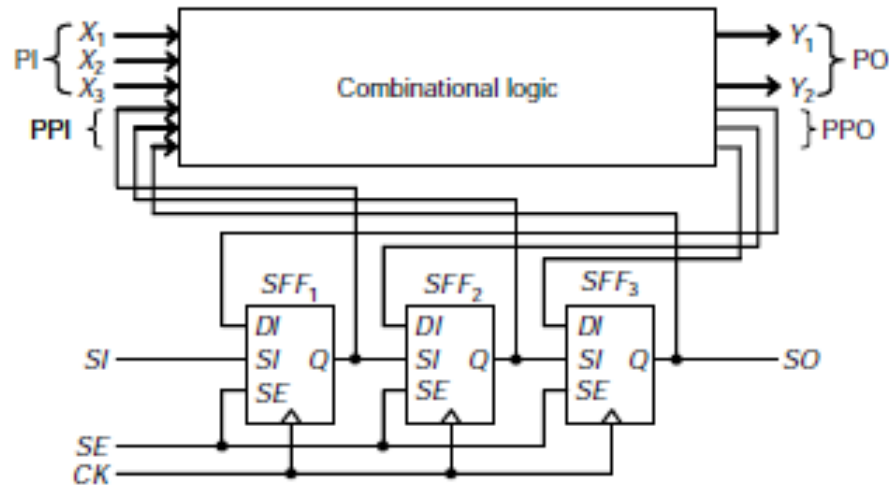 PI { X₁ Y₁ } PO
X₂
X₃ Combinational logic Y₂
PPI { } PPO
SFF₁ SFF₂ SFF₃
DI DI DI
SI SI Q SI Q SI Q SO
SE SE SE
SE
CK